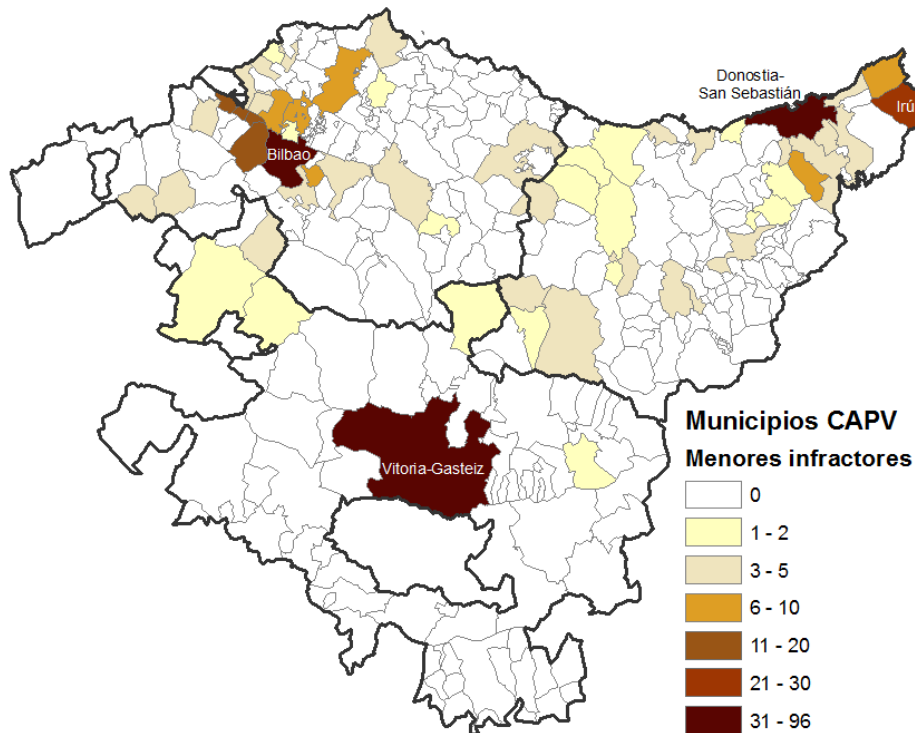 Donostia-
San Sebastián
Irú
Bilbao
Vitoria-Gasteiz
Municipios CAPV
Menores infractores
0
1 - 2
3 - 5
6 - 10
11 - 20
21 - 30
31 - 96